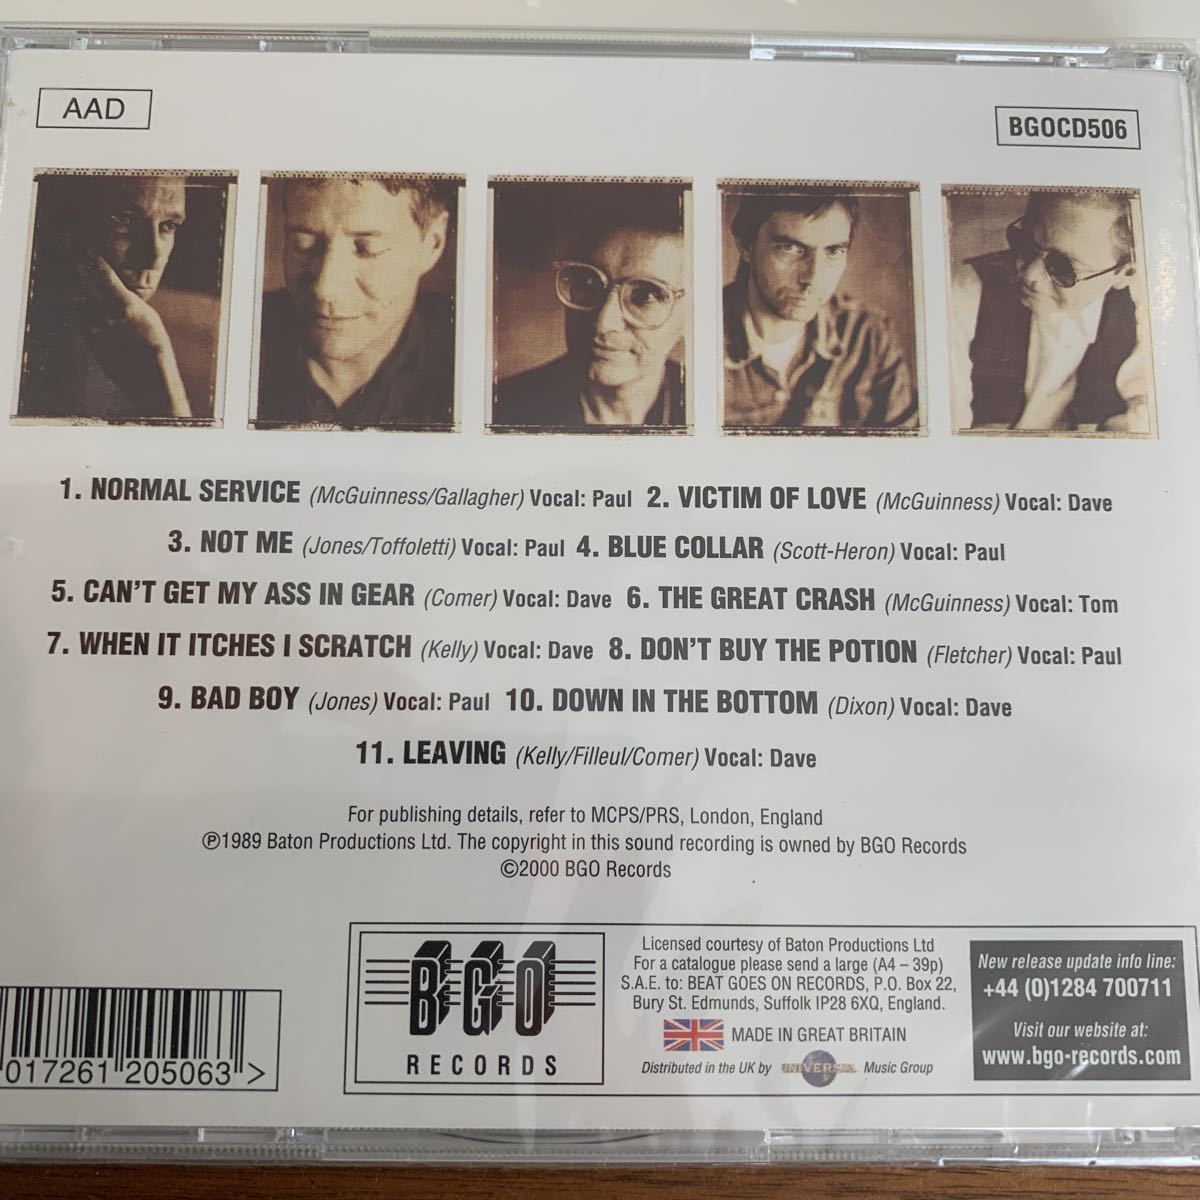 AAD
BGOCD506
1. NORMAL SERVICE (McGuinness/Gallagher) Vocal: Paul 2. VICTIM OF LOVE (McGuinness) Vocal: Dave
3. NOT ME (Jones/Toffoletti) Vocal: Paul 4. BLUE COLLAR (Scott-Heron) Vocal: Paul
5. CAN'T GET MY ASS IN GEAR (Comer) Vocal: Dave 6. THE GREAT CRASH (McGuinness) Vocal: Tom
7. WHEN IT ITCHES I SCRATCH (Kelly) Vocal: Dave 8. DON'T BUY THE POTION (Fletcher) Vocal: Paul
9. BAD BOY (Jones) Vocal: Paul 10. DOWN IN THE BOTTOM (Dixon) Vocal: Dave
11. LEAVING (Kelly/Filleul/Comer) Vocal: Dave
For publishing details, refer to MCPS/PRS, London, England
℗1989 Baton Productions Ltd. The copyright in this sound recording is owned by BGO Records
©2000 BGO Records
017261 205063 >
BGO
RECORDS
Licensed courtesy of Baton Productions Ltd
For a catalogue please send a large (A4 – 39p)
S.A.E. to: BEAT GOES ON RECORDS, P.O. Box 22,
Bury St. Edmunds, Suffolk IP28 6XQ, England.
MADE IN GREAT BRITAIN
Distributed in the UK by UNIVERSAL Music Group
New release update info line:
+44 (0)1284 700711
Visit our website at:
www.bgo-records.com